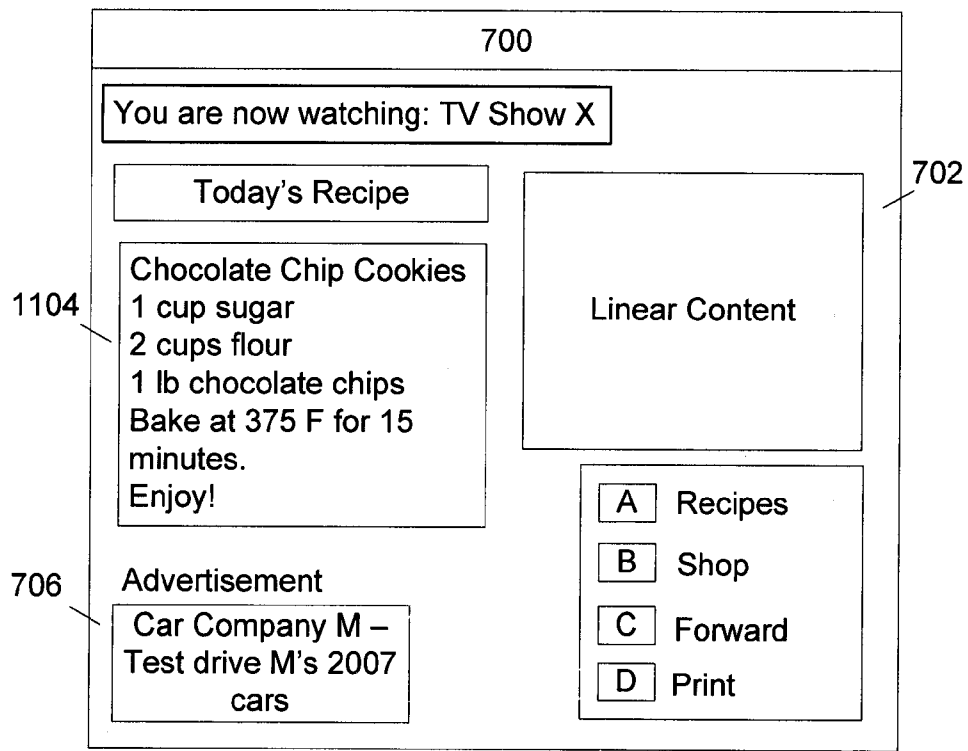 700
You are now watching: TV Show X
702
Today's Recipe
Linear Content
1104
Chocolate Chip Cookies
1 cup sugar
2 cups flour
1 lb chocolate chips
Bake at 375 F for 15
minutes.
Enjoy!
A Recipes
B Shop
C Forward
D Print
706
Advertisement
Car Company M –
Test drive M's 2007
cars